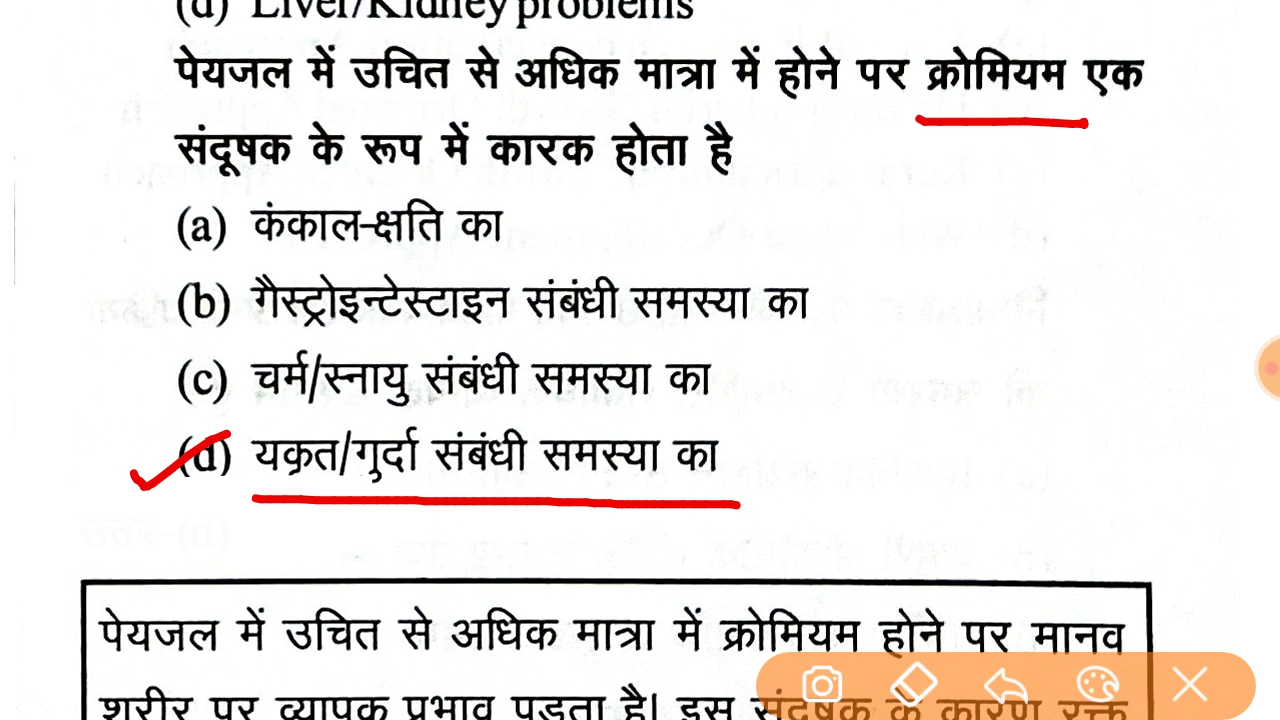 (d) Liver/Kidney problems
पेयजल में उचित से अधिक मात्रा में होने पर क्रोमियम एक
संदूषक के रूप में कारक होता है
(a) कंकाल-क्षति का
(b) गैस्ट्रोइन्टेस्टाइन संबंधी समस्या का
(c) चर्म/स्नायु संबंधी समस्या का
(d) यकृत/गुर्दा संबंधी समस्या का
उत्तर-(d)
पेयजल में उचित से अधिक मात्रा में क्रोमियम होने पर मानव
शरीर पर व्यापक प्रभाव पड़ता है। इस संदूषक के कारण रक्त